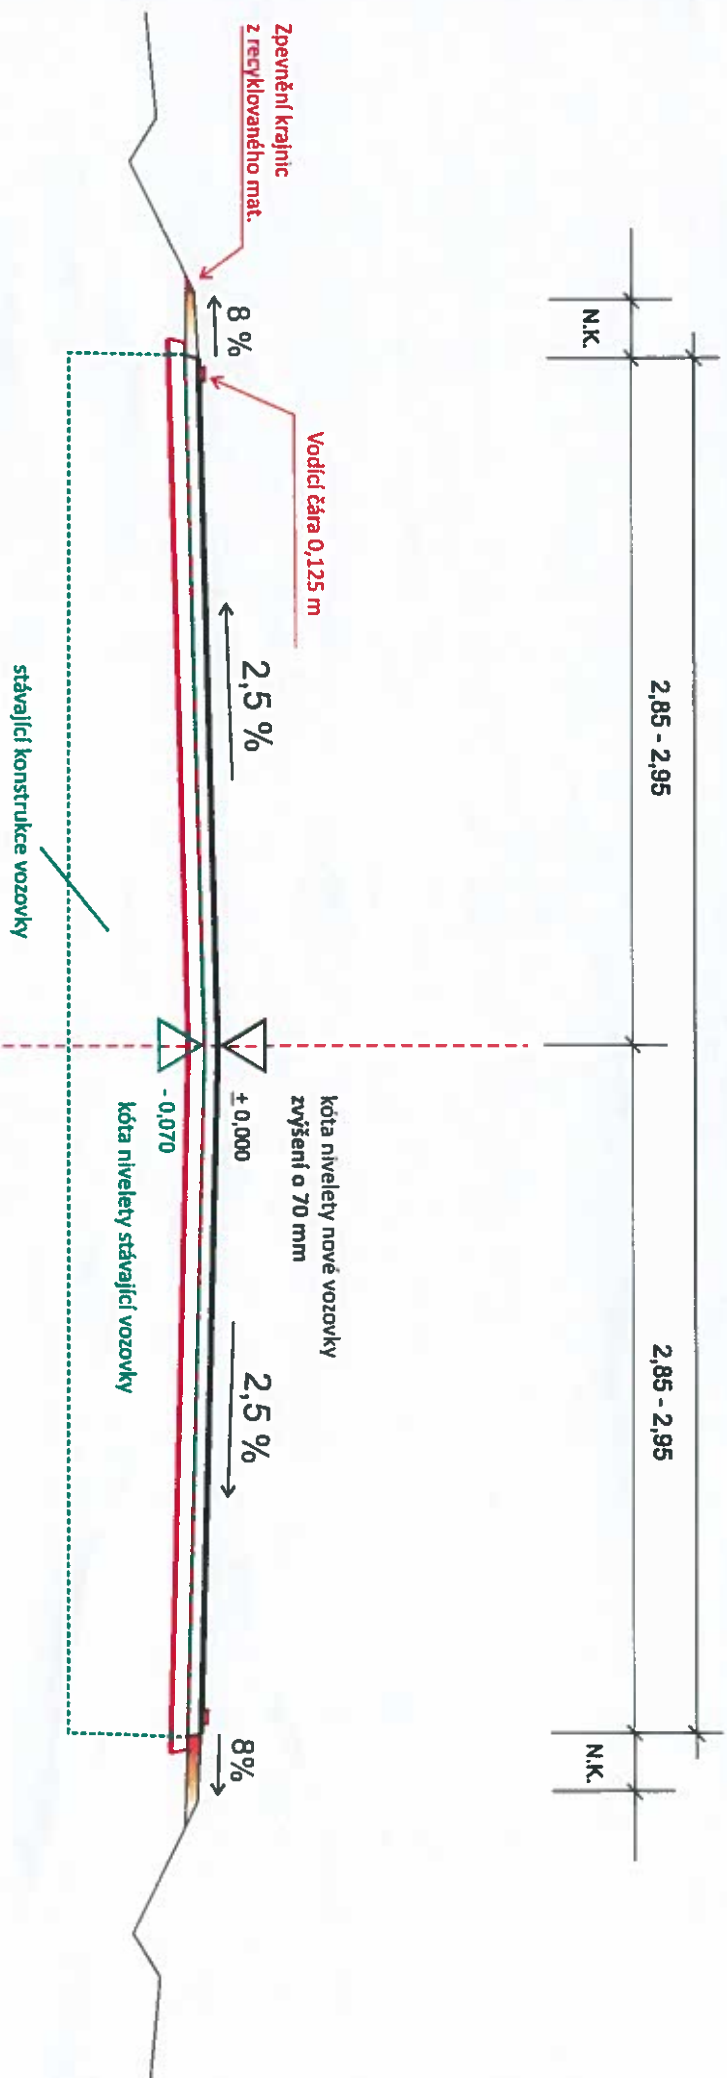 N.K.
2,85 - 2,95
2,85 - 2,95
N.K.
Zpevnění krajnic
z recyklovaného mat.
8 %
Vodící čára 0,125 m
2,5 %
kóta nivelety nové vozovky
zvýšení o 70 mm
± 0,000
- 0,070
kóta nivelety stávající vozovky
2,5 %
8%
stávající konstrukce vozovky